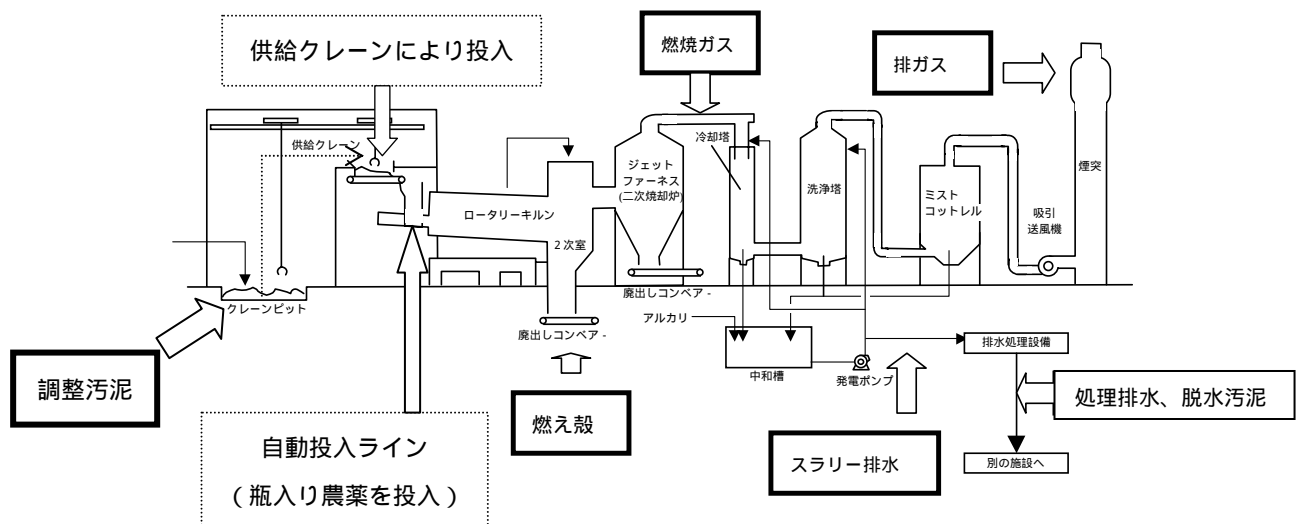 供給クレーンにより投入
燃焼ガス
排ガス
供給クレーン
冷却塔
ジェット
ファーネス
(二次焼却炉)
洗浄塔
煙突
ミスト
コットレル
吸引
送風機
ロータリーキルン
2次室
クレーンピット
廃出しコンベア-
アルカリ
廃出しコンベア-
中和槽
発電ポンプ
排水処理設備
調整汚泥
燃え殻
処理排水、脱水汚泥
自動投入ライン
(瓶入り農薬を投入)
スラリー排水
別の施設へ